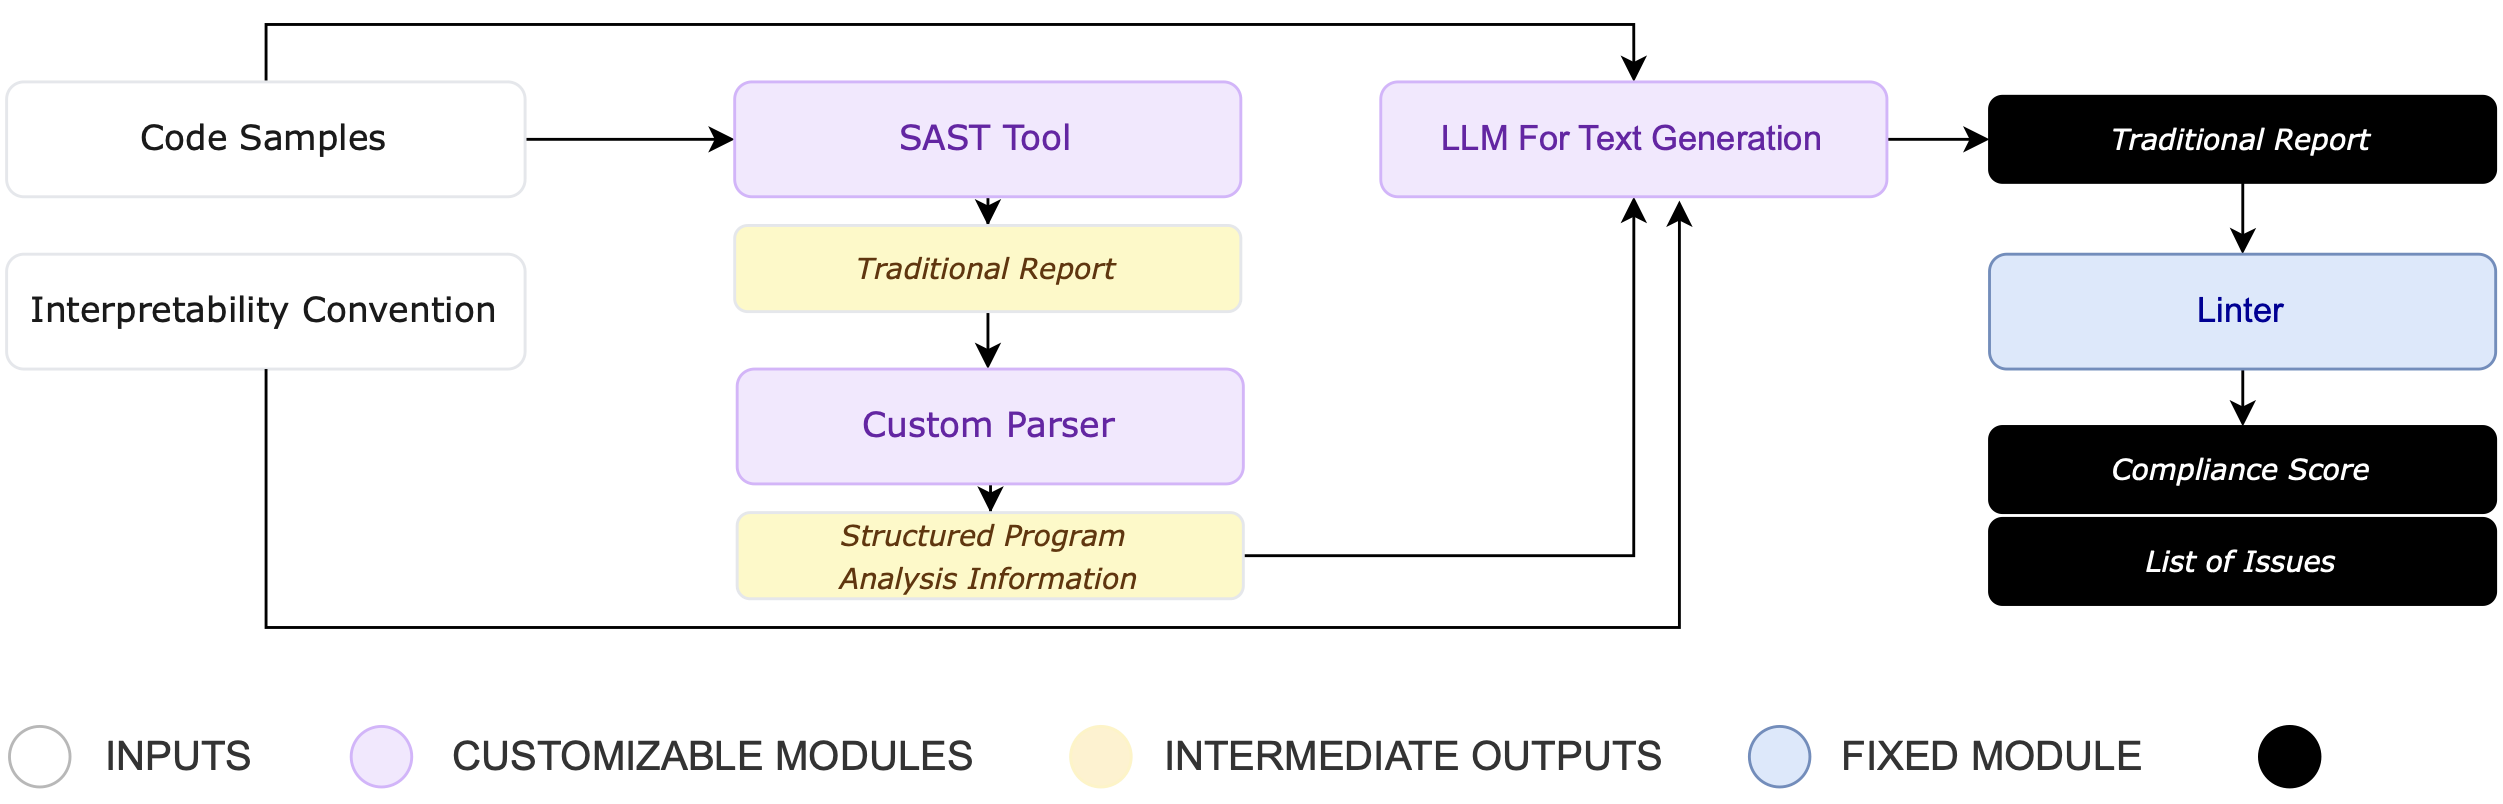 Code Samples
SAST Tool
LLM For Text Generation
Traditional Report
Traditional Report
Interpretability Convention
Linter
Custom Parser
Compliance Score
Structured Program
Analysis Information
List of Issues
INPUTS
CUSTOMIZABLE MODULES
INTERMEDIATE OUTPUTS
FIXED MODULE